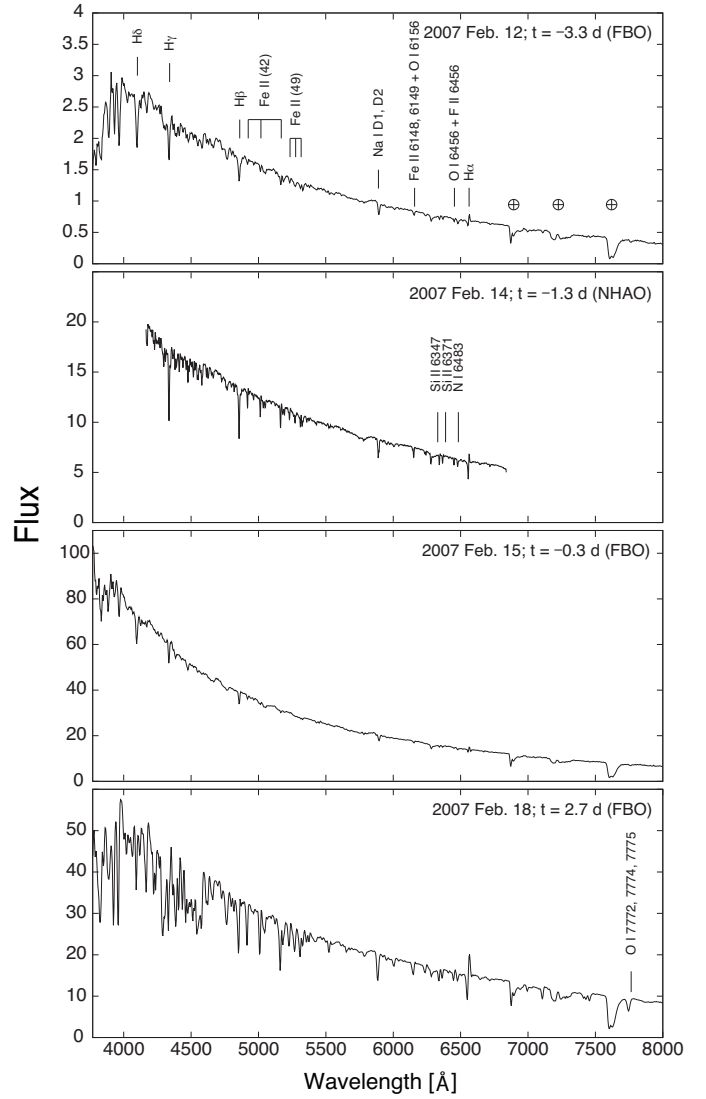 Flux
4
3.5
3
2.5
2
1.5
1
0.5
0
2007 Feb. 12; t = −3.3 d (FBO)
Hδ
Hγ
Hβ
Fe II (42)
Fe II (49)
Na I D1, D2
Fe II 6148, 6149 + O I 6156
O I 6456 + F II 6456
Hα
⊕ ⊕ ⊕
20
15
10
5
0
2007 Feb. 14; t = −1.3 d (NHAO)
Si II 6347
Si II 6371
N I 6483
100
80
60
40
20
0
2007 Feb. 15; t = −0.3 d (FBO)
50
40
30
20
10
0
2007 Feb. 18; t = 2.7 d (FBO)
O I 7772, 7774, 7775
4000 4500 5000 5500 6000 6500 7000 7500 8000
Wavelength [Å]